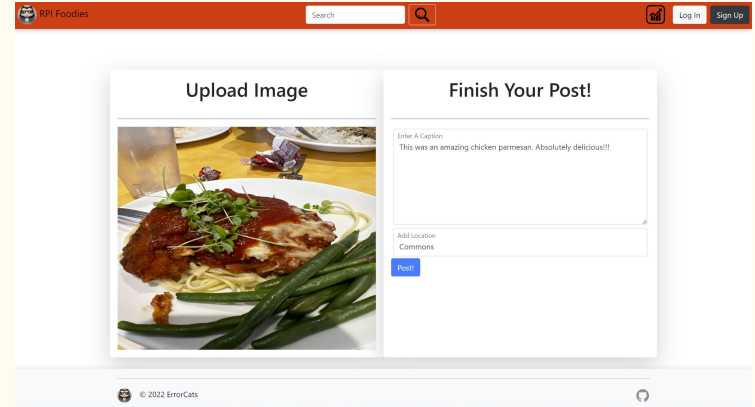 RPI Foodies
Search
Log In
Sign Up
Upload Image
Finish Your Post!
Enter A Caption
This was an amazing chicken parmesan. Absolutely delicious!!!
Add Location
Commons
Post!
© 2022 ErrorCats